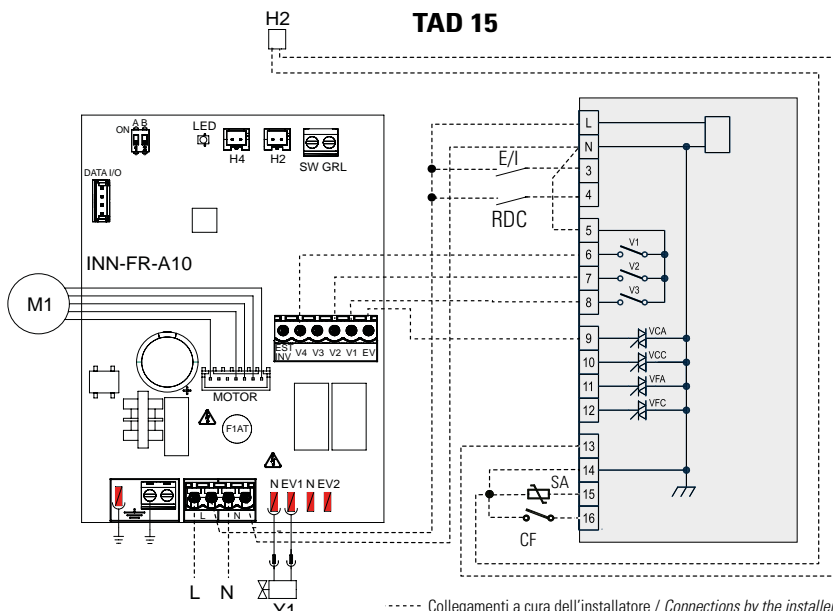 H2
TAD 15
ON
A B
LED
H4
H2
SW GRL
DATA I/O
INN-FR-A10
M1
EST
INV
V4
V3
V2
V1
EV
MOTOR
F1AT
N
EV1
N
EV2
L
N
L
N
Y1
E/I
RDC
L
N
3
4
5
6
7
8
9
10
11
12
13
14
15
16
V1
V2
V3
VCA
VCC
VFA
VFC
SA
CF
----- Collegamenti a cura dell'installatore / Connections by the installer